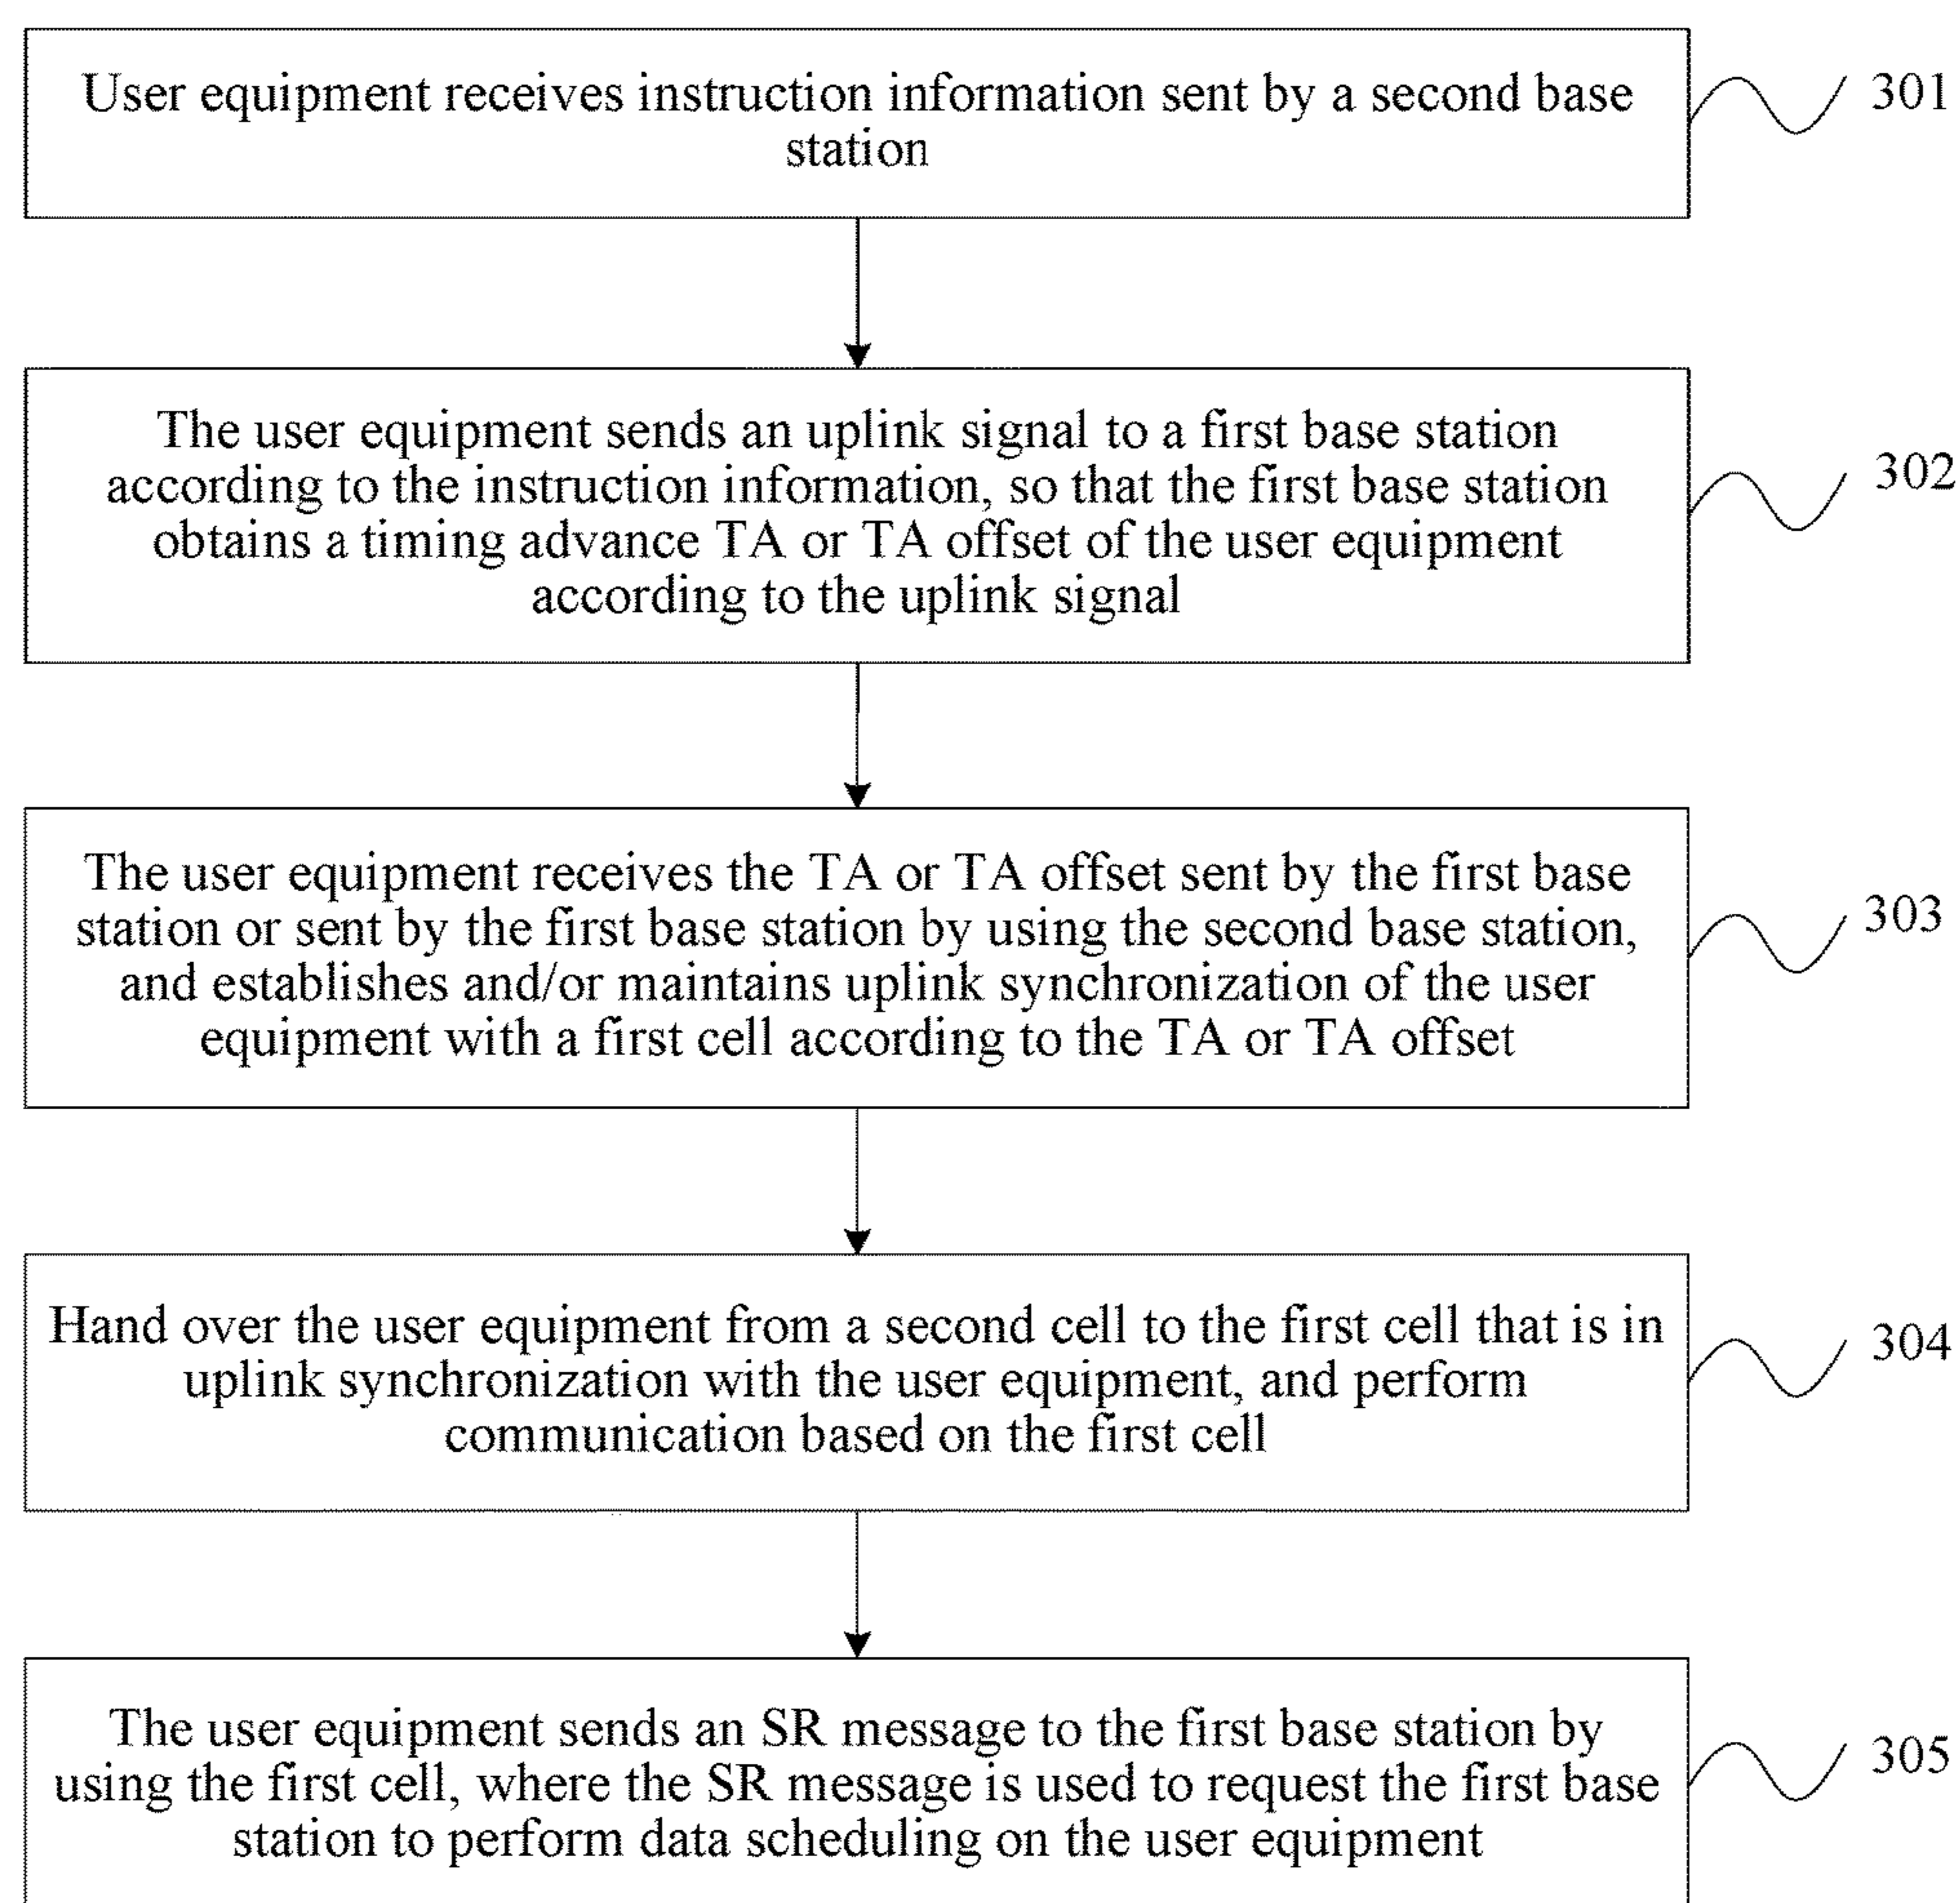 User equipment receives instruction information sent by a second base
station
301
The user equipment sends an uplink signal to a first base station
according to the instruction information, so that the first base station
obtains a timing advance TA or TA offset of the user equipment
according to the uplink signal
302
The user equipment receives the TA or TA offset sent by the first base
station or sent by the first base station by using the second base station,
and establishes and/or maintains uplink synchronization of the user
equipment with a first cell according to the TA or TA offset
303
Hand over the user equipment from a second cell to the first cell that is in
uplink synchronization with the user equipment, and perform
communication based on the first cell
304
The user equipment sends an SR message to the first base station by
using the first cell, where the SR message is used to request the first base
station to perform data scheduling on the user equipment
305